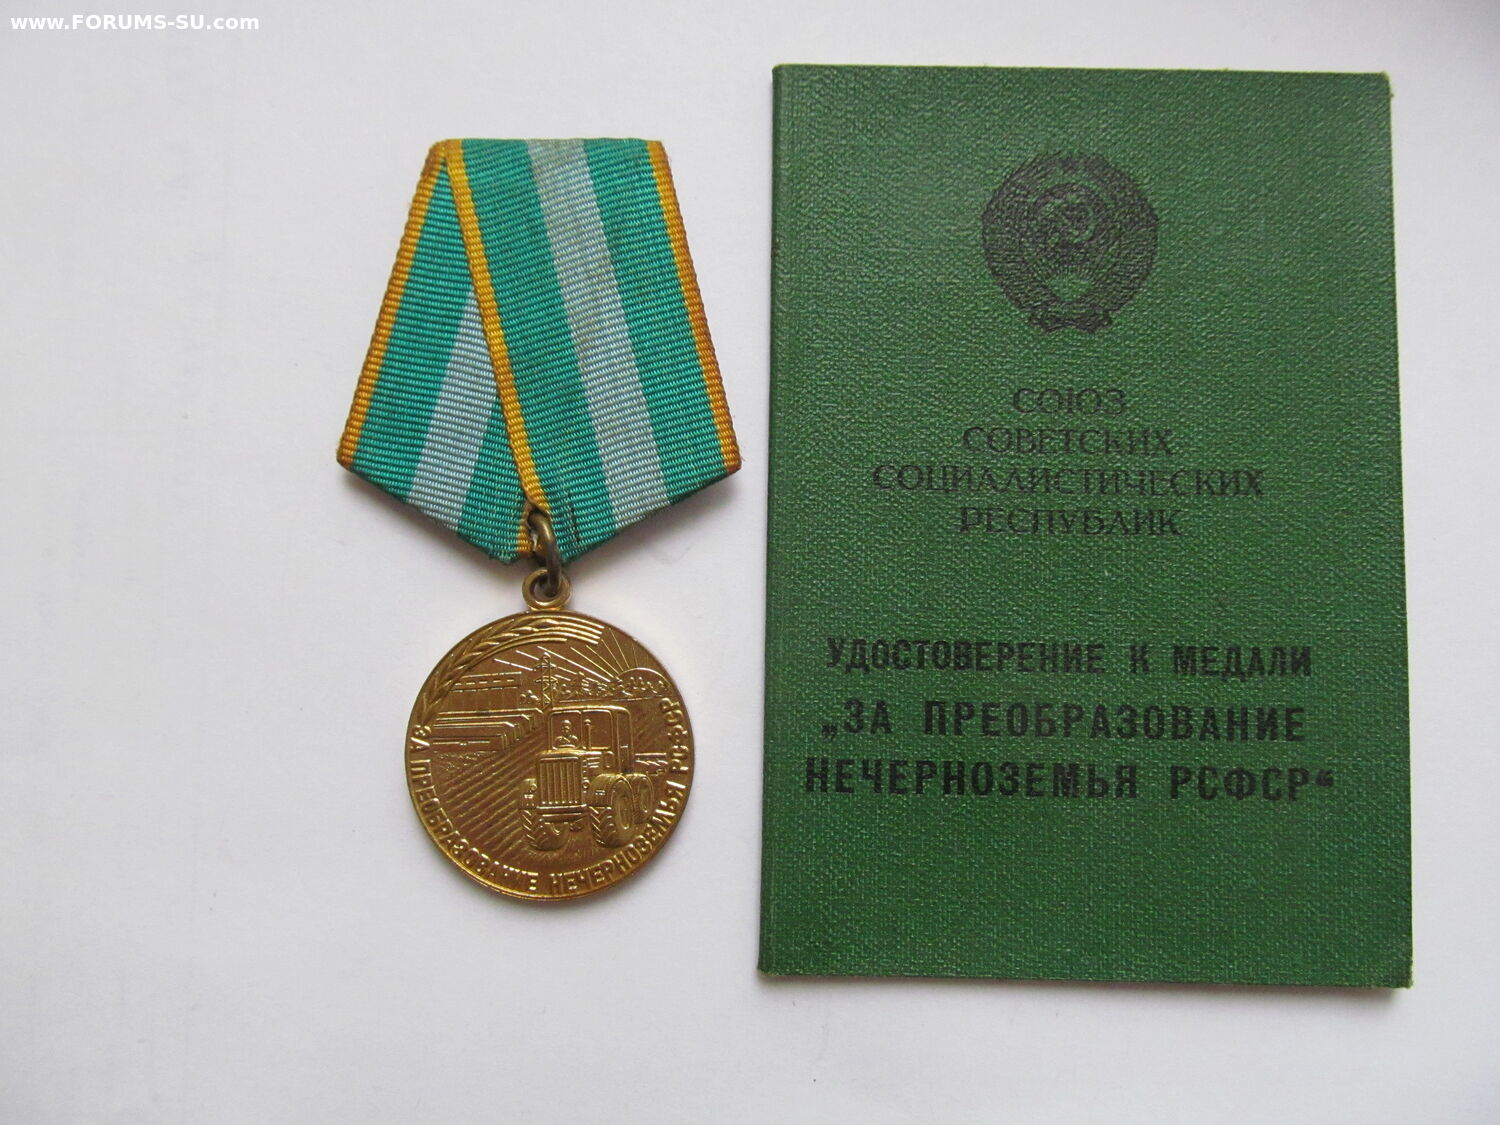 www.FORUMS-SU.com
СОЮЗ
СОВЕТСКИХ
СОЦИАЛИСТИЧЕСКИХ
РЕСПУБЛИК
УДОСТОВЕРЕНИЕ К МЕДАЛИ
„ЗА ПРЕОБРАЗОВАНИЕ
НЕЧЕРНОЗЕМЬЯ РСФСР“
ЗА ПРЕОБРАЗОВАНИЕ НЕЧЕРНОЗЕМЬЯ РСФСР